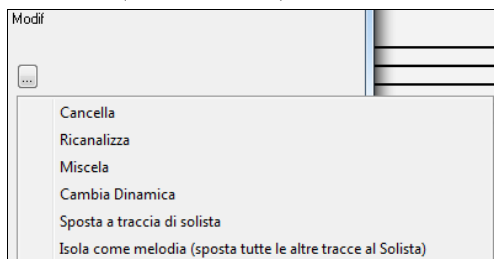 Modif
...
Cancella
Ricanalizza
Miscela
Cambia Dinamica
Sposta a traccia di solista
Isola come melodia (sposta tutte le altre tracce al Solista)